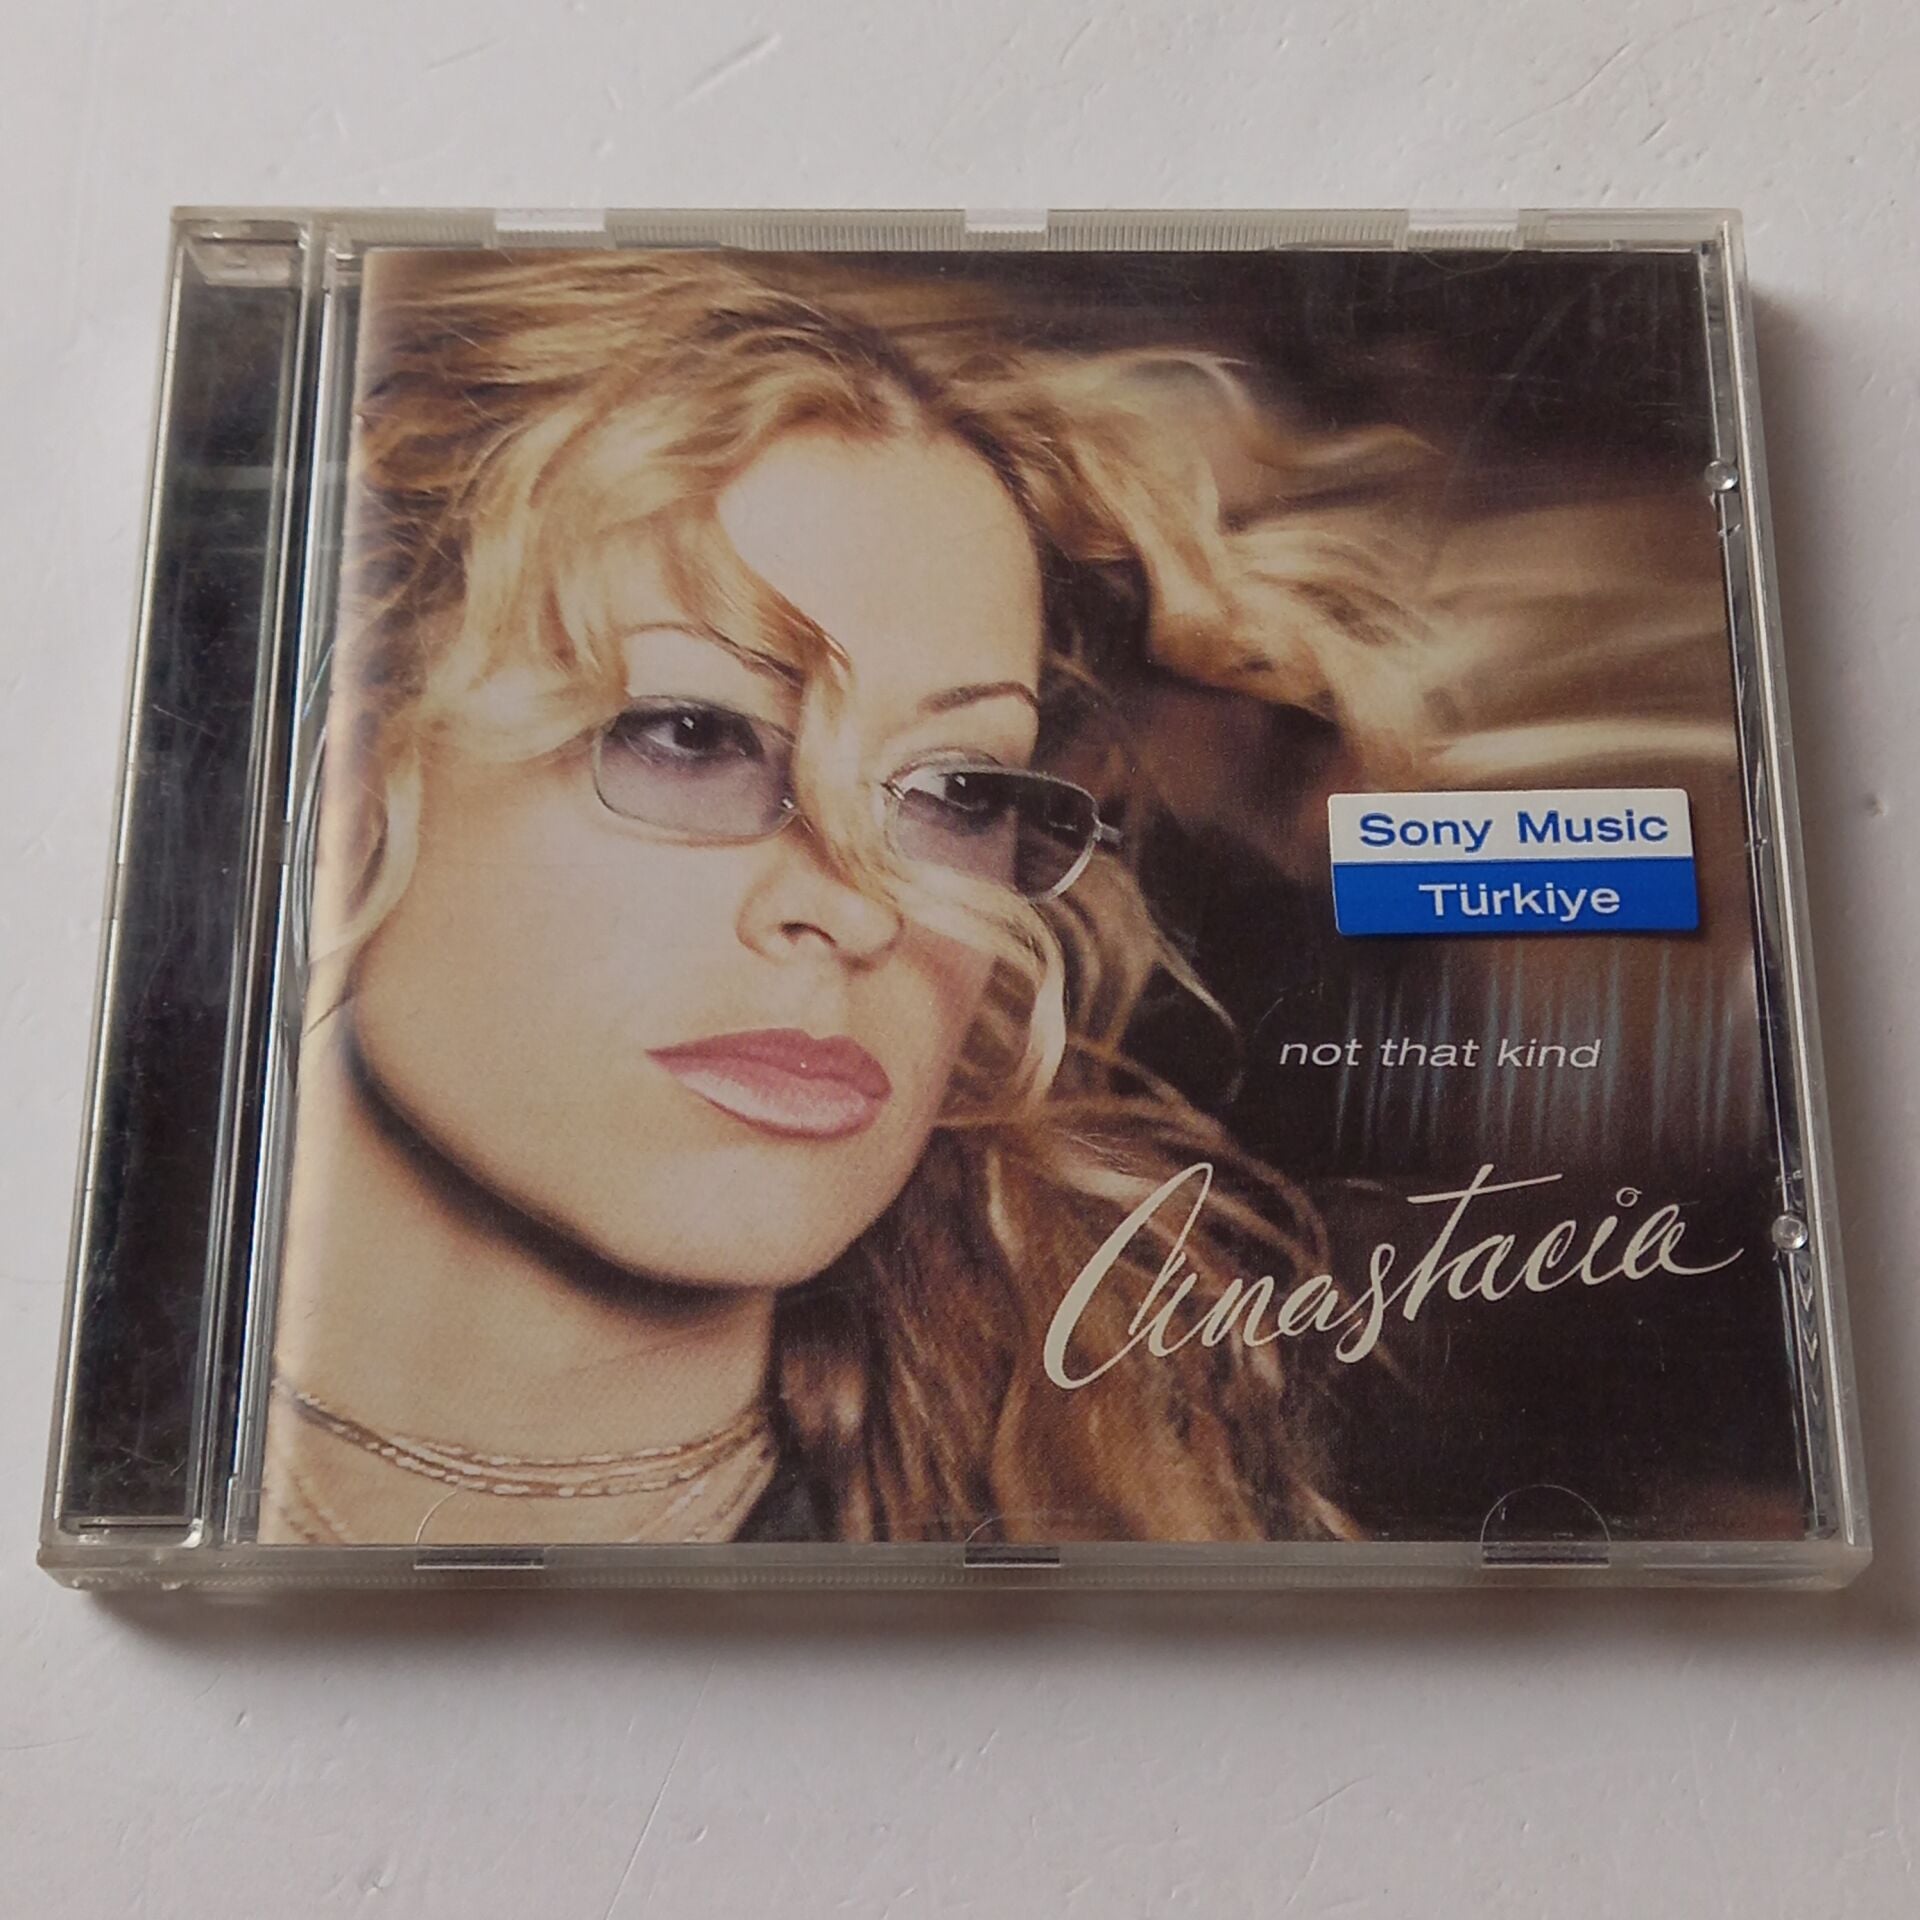 Sony Music
Türkiye
not that kind
Anastacia